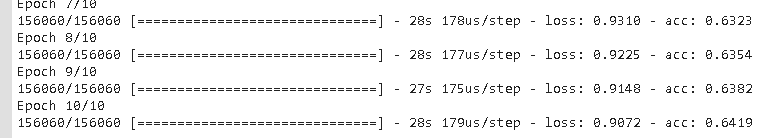 Epoch 7/10
156060/156060 [==============================] - 28s 178us/step - loss: 0.9310 - acc: 0.6323
Epoch 8/10
156060/156060 [==============================] - 28s 177us/step - loss: 0.9225 - acc: 0.6354
Epoch 9/10
156060/156060 [==============================] - 27s 175us/step - loss: 0.9148 - acc: 0.6382
Epoch 10/10
156060/156060 [==============================] - 28s 179us/step - loss: 0.9072 - acc: 0.6419